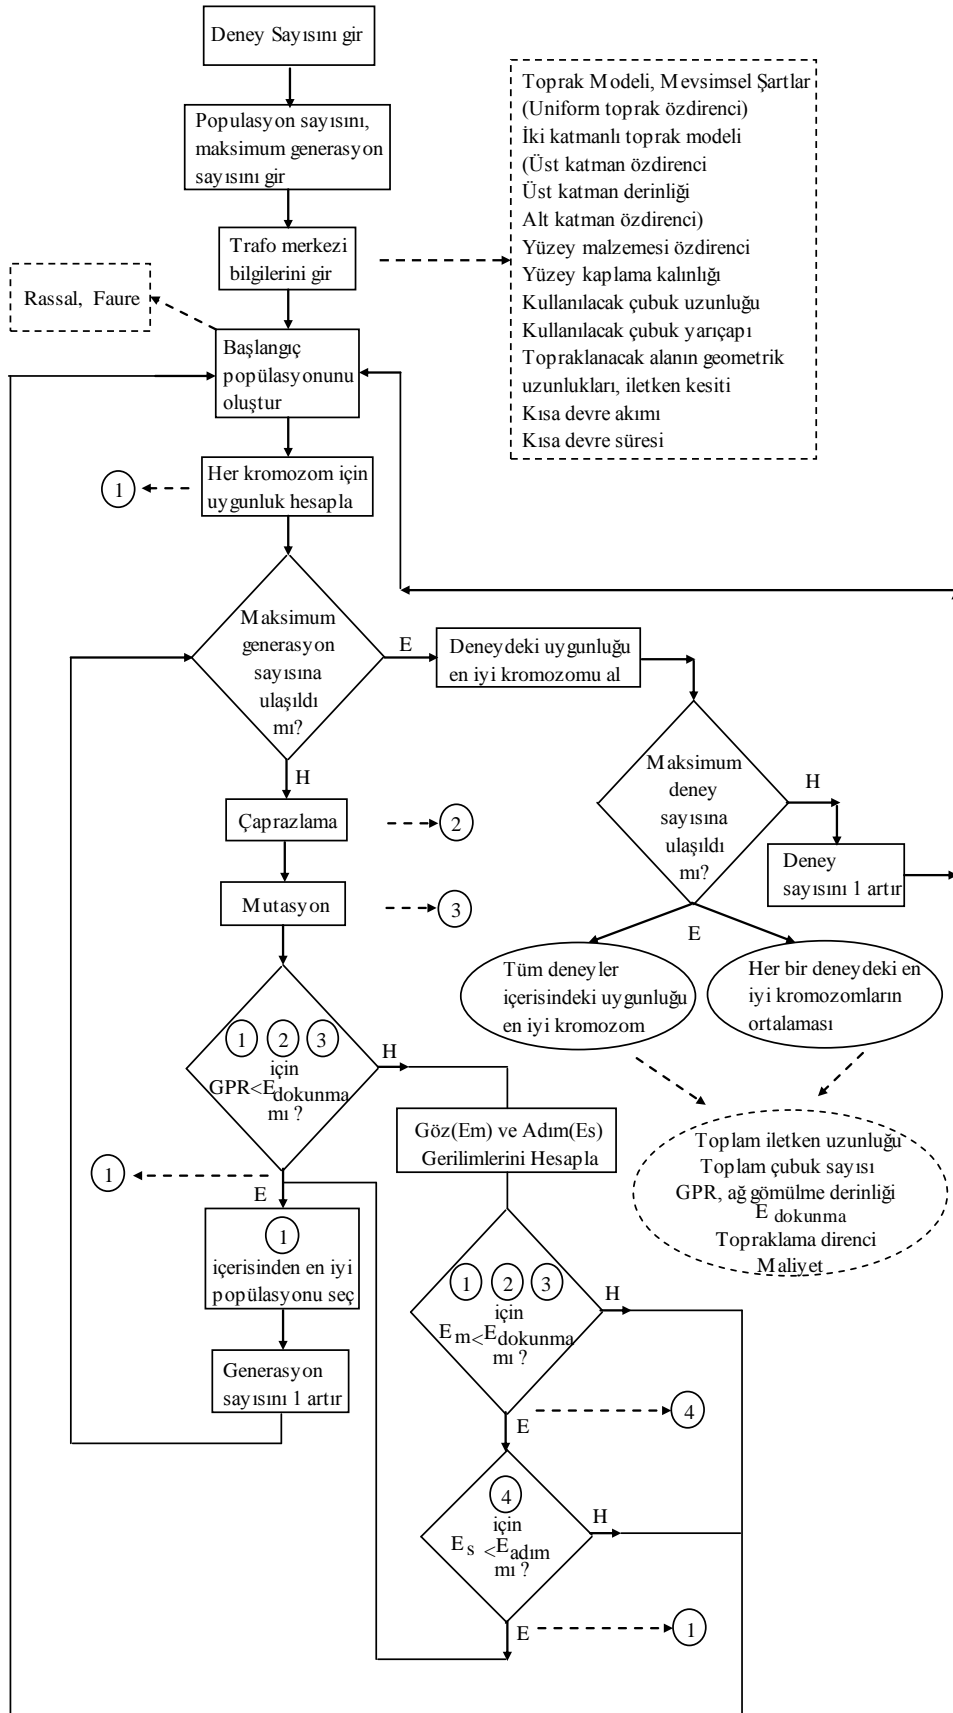 Deney Sayısını gir
Populasyon sayısını,
maksimum generasyon
sayısını gir
Trafo merkezi
bilgilerini gir
Toprak Modeli, Mevsimsel Şartlar
(Uniform toprak özdirenci)
İki katmanlı toprak modeli
(Üst katman özdirenci
Üst katman derinliği
Alt katman özdirenci)
Yüzey malzemesi özdirenci
Yüzey kaplama kalınlığı
Kullanılacak çubuk uzunluğu
Kullanılacak çubuk yarıçapı
Topraklanacak alanın geometrik
uzunlukları, iletken kesiti
Kısa devre akımı
Kısa devre süresi
Rassal, Faure
Başlangıç
popülasyonunu
oluştur
Her kromozom için
uygunluk hesapla
1
Maksimum
generasyon
sayısına
ulaşıldı
mı?
E
H
Deneydeki uygunluğu
en iyi kromozomu al
Maksimum
deney
sayısına
ulaşıldı
mı?
H
E
Deney
sayısını 1 artır
Çaprazlama
2
Mutasyon
3
Tüm deneyler
içerisindeki uygunluğu
en iyi kromozom
Her bir deneydeki en
iyi kromozomların
ortalaması
1 2 3
için
GPR<E dokunma
mı ?
H
E
1
Göz(Em) ve Adım(Es)
Gerilimlerini Hesapla
Toplam iletken uzunluğu
Toplam çubuk sayısı
GPR, ağ gömülme derinliği
E dokunma
Topraklama direnci
Maliyet
1
içerisinden en iyi
popülasyonu seç
Generasyon
sayısını 1 artır
1 2 3
için
E m<E dokunma
mı ?
H
E
4
4
için
E s <E adım
mı ?
H
E
1